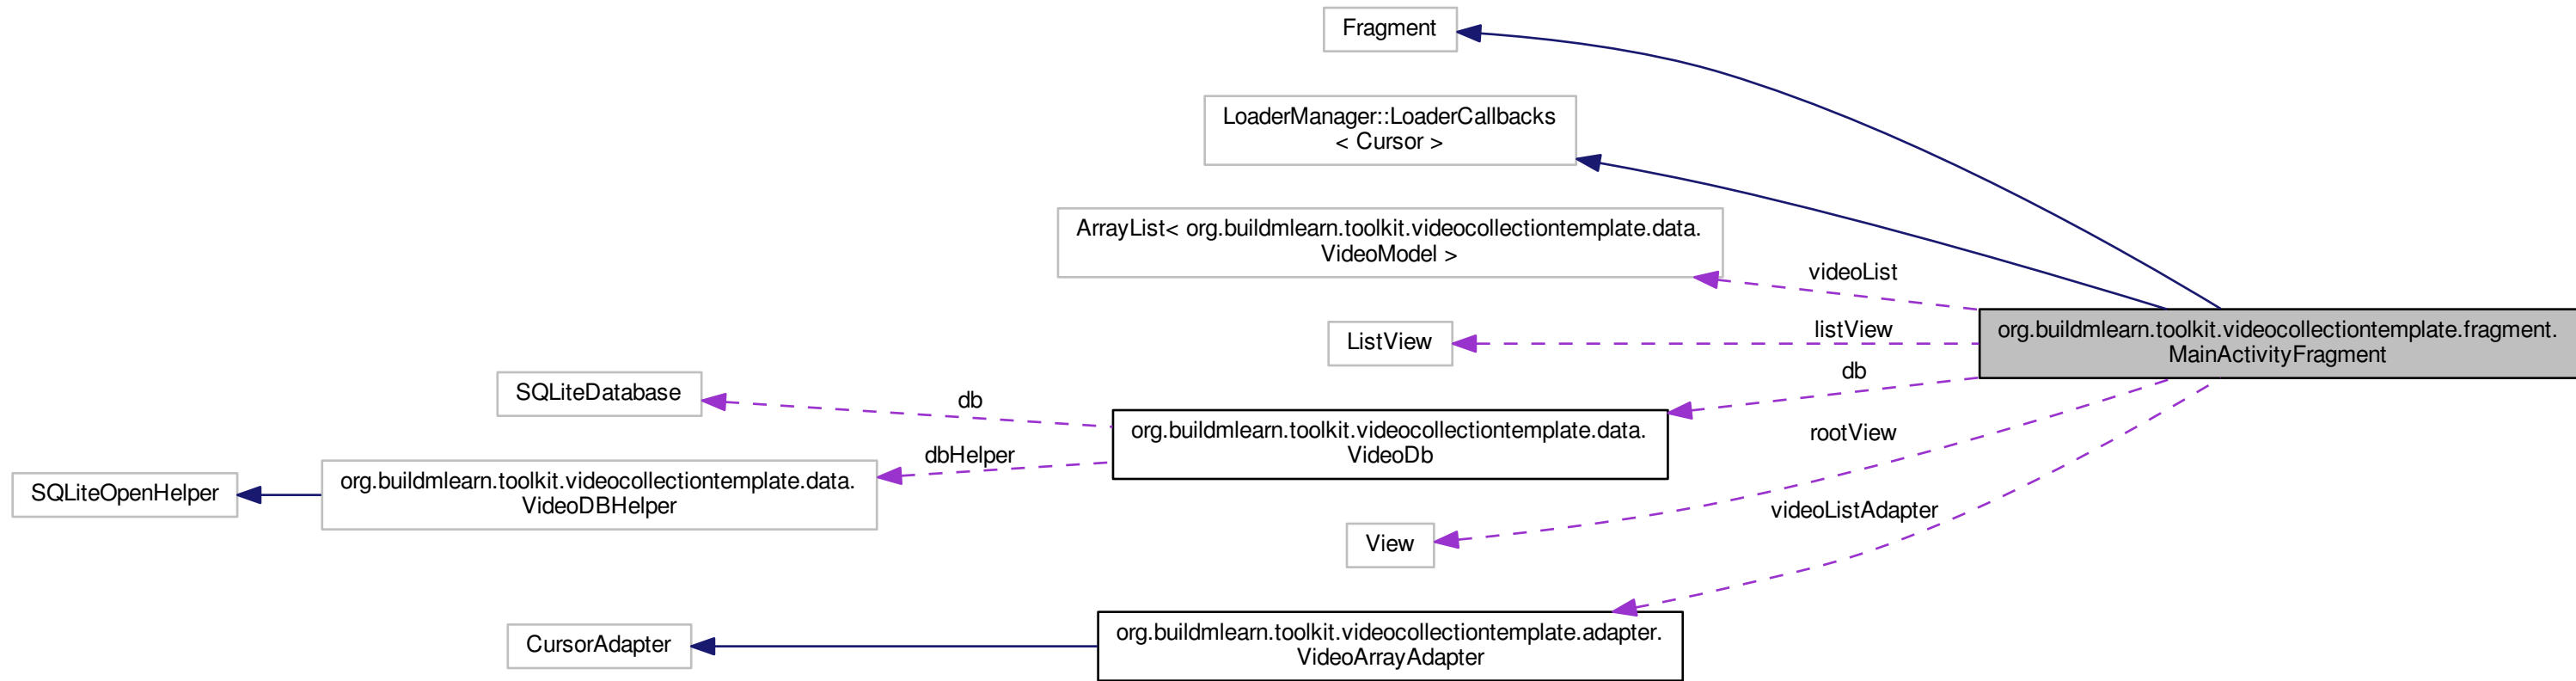 Fragment
LoaderManager::LoaderCallbacks
< Cursor >
ArrayList< org.buildmlearn.toolkit.videocollectiontemplate.data.
VideoModel >
videoList
org.buildmlearn.toolkit.videocollectiontemplate.fragment.
MainActivityFragment
listView
ListView
db
SQLiteDatabase
db
org.buildmlearn.toolkit.videocollectiontemplate.data.
VideoDb
rootView
dbHelper
SQLiteOpenHelper
org.buildmlearn.toolkit.videocollectiontemplate.data.
VideoDBHelper
videoListAdapter
View
CursorAdapter
org.buildmlearn.toolkit.videocollectiontemplate.adapter.
VideoArrayAdapter